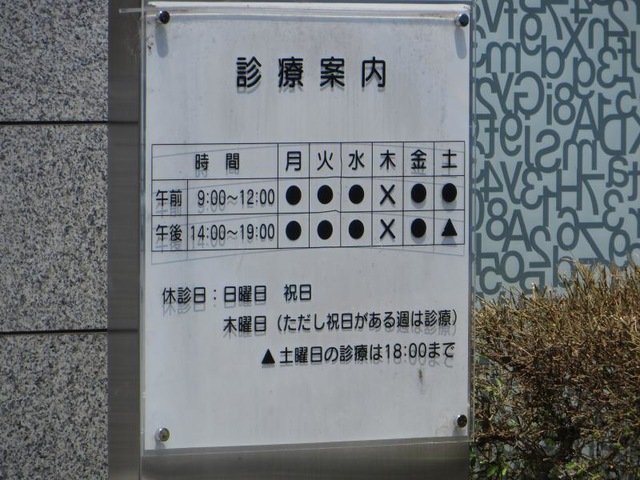 診療案内
時間 月 火 水 木 金 土
午前 9:00～12:00 ● ● ● × ● ●
午後 14:00～19:00 ● ● ● × ● ▲
休診日：日曜日 祝日
木曜日（ただし祝日がある週は診療）
▲土曜日の診療は18:00まで